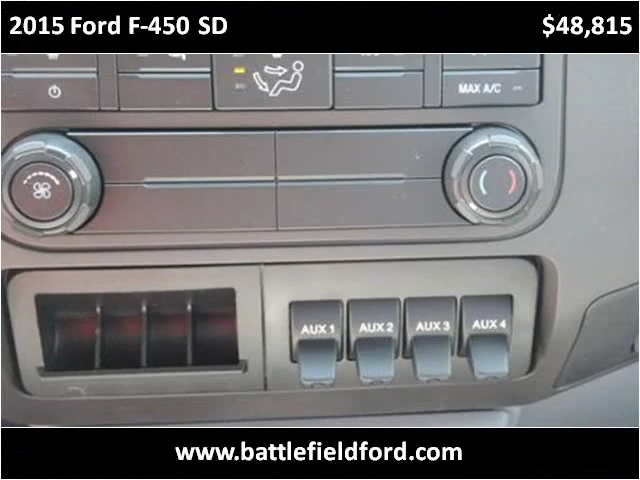 2015 Ford F-450 SD $48,815
MAX A/C
AUX 1 AUX 2 AUX 3 AUX 4
www.battlefieldford.com